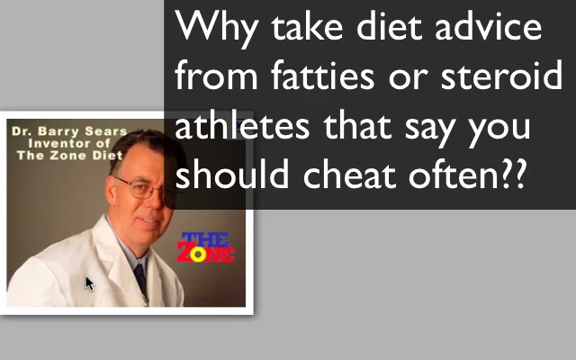 Why take diet advice
from fatties or steroid
athletes that say you
should cheat often??
Dr. Barry Sears
Inventor of
The Zone Diet
THE
ZONE